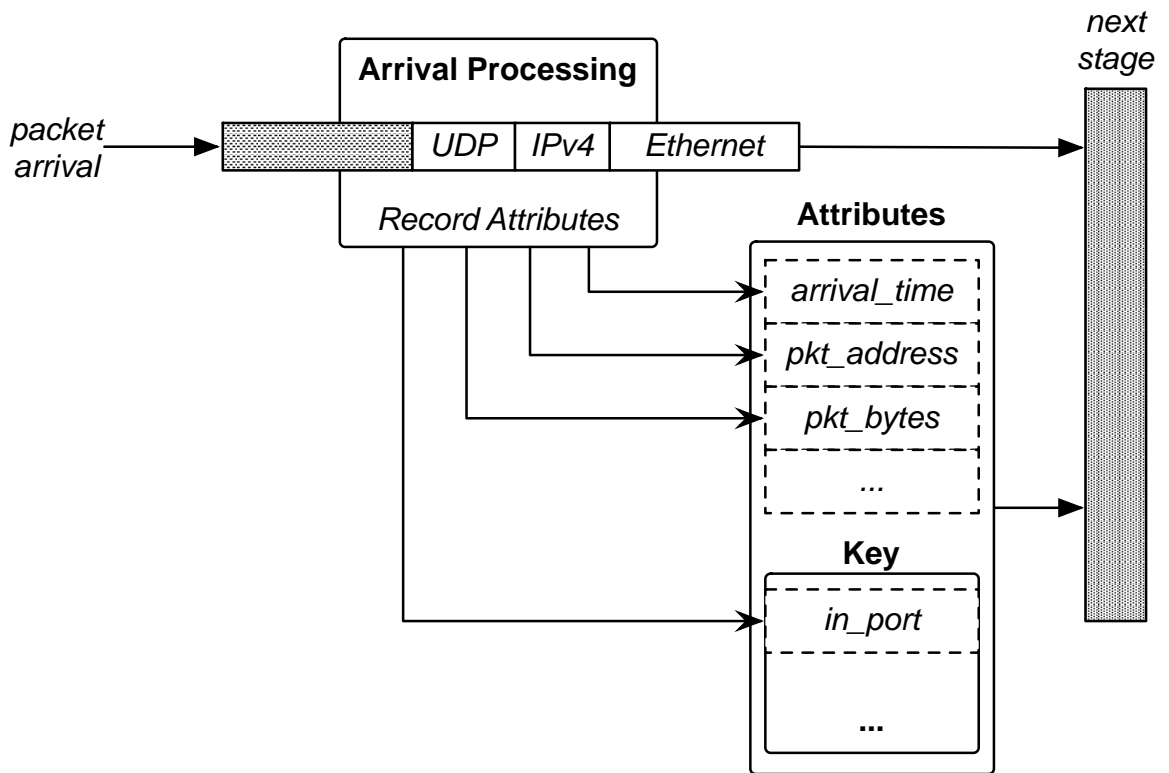 next
stage
Arrival Processing
packet
arrival
UDP IPv4 Ethernet
Record Attributes
Attributes
arrival_time
pkt_address
pkt_bytes
...
Key
in_port
...